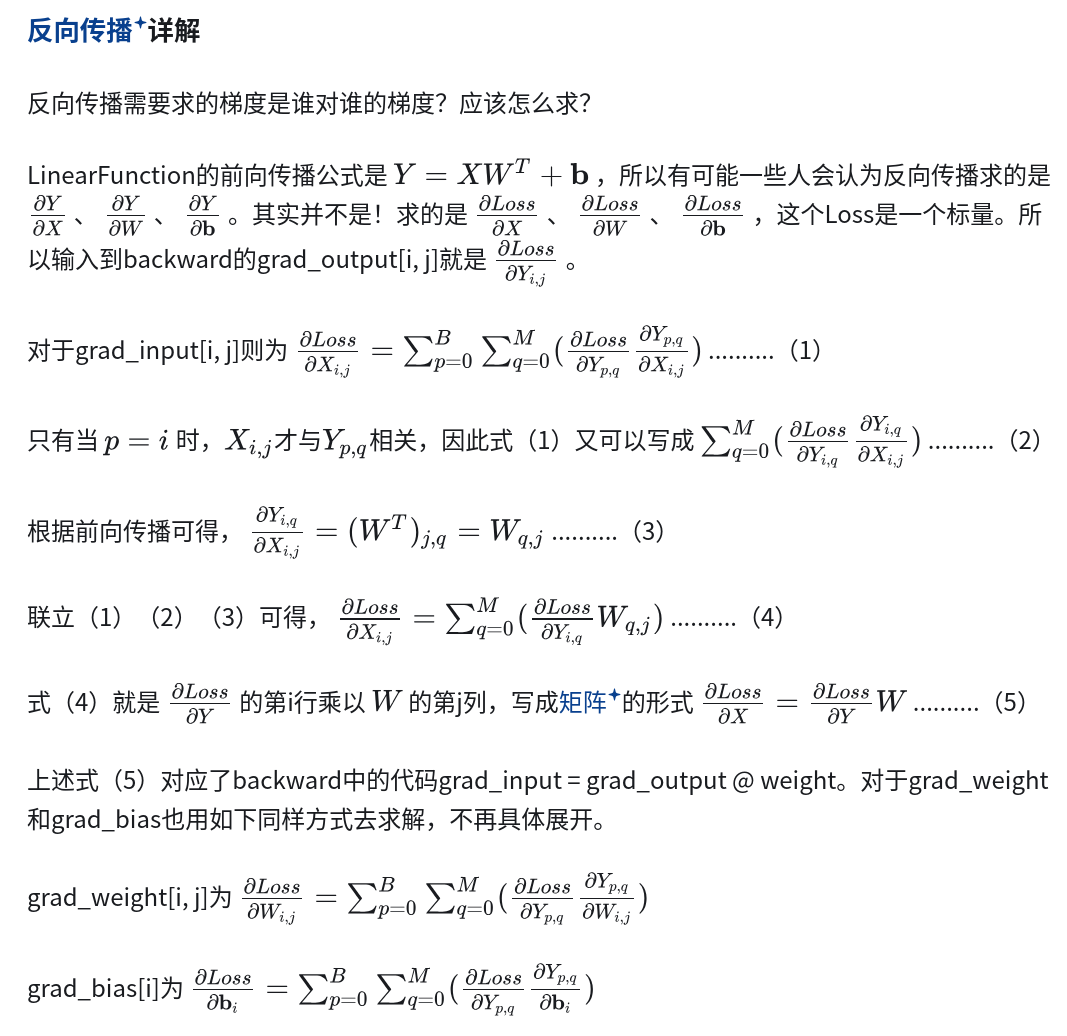 反向传播✦详解
反向传播需要求的梯度是谁对谁的梯度？应该怎么求？
LinearFunction的前向传播公式是 $Y = XW^T + \mathbf{b}$ ，所以有可能一些人会认为反向传播求的是
$\frac{\partial Y}{\partial X}$ 、 $\frac{\partial Y}{\partial W}$ 、 $\frac{\partial Y}{\partial \mathbf{b}}$ 。其实并不是！求的是 $\frac{\partial Loss}{\partial X}$ 、 $\frac{\partial Loss}{\partial W}$ 、 $\frac{\partial Loss}{\partial \mathbf{b}}$ ，这个Loss是一个标量。所
以输入到backward的grad_output[i, j]就是 $\frac{\partial Loss}{\partial Y_{i,j}}$ 。
对于grad_input[i, j]则为 $\frac{\partial Loss}{\partial X_{i,j}} = \sum_{p=0}^{B} \sum_{q=0}^{M} (\frac{\partial Loss}{\partial Y_{p,q}} \frac{\partial Y_{p,q}}{\partial X_{i,j}})$ ..........（1）
只有当 $p = i$ 时，$X_{i,j}$才与$Y_{p,q}$相关，因此式（1）又可以写成 $\sum_{q=0}^{M} (\frac{\partial Loss}{\partial Y_{i,q}} \frac{\partial Y_{i,q}}{\partial X_{i,j}})$ ..........（2）
根据前向传播可得， $\frac{\partial Y_{i,q}}{\partial X_{i,j}} = (W^T)_{j,q} = W_{q,j}$ ..........（3）
联立（1）（2）（3）可得， $\frac{\partial Loss}{\partial X_{i,j}} = \sum_{q=0}^{M} (\frac{\partial Loss}{\partial Y_{i,q}} W_{q,j})$ ..........（4）
式（4）就是 $\frac{\partial Loss}{\partial Y}$ 的第i行乘以 $W$ 的第j列，写成矩阵✦的形式 $\frac{\partial Loss}{\partial X} = \frac{\partial Loss}{\partial Y} W$ ..........（5）
上述式（5）对应了backward中的代码grad_input = grad_output @ weight。对于grad_weight
和grad_bias也用如下同样方式去求解，不再具体展开。
grad_weight[i, j]为 $\frac{\partial Loss}{\partial W_{i,j}} = \sum_{p=0}^{B} \sum_{q=0}^{M} (\frac{\partial Loss}{\partial Y_{p,q}} \frac{\partial Y_{p,q}}{\partial W_{i,j}})$
grad_bias[i]为 $\frac{\partial Loss}{\partial \mathbf{b}_i} = \sum_{p=0}^{B} \sum_{q=0}^{M} (\frac{\partial Loss}{\partial Y_{p,q}} \frac{\partial Y_{p,q}}{\partial \mathbf{b}_i})$